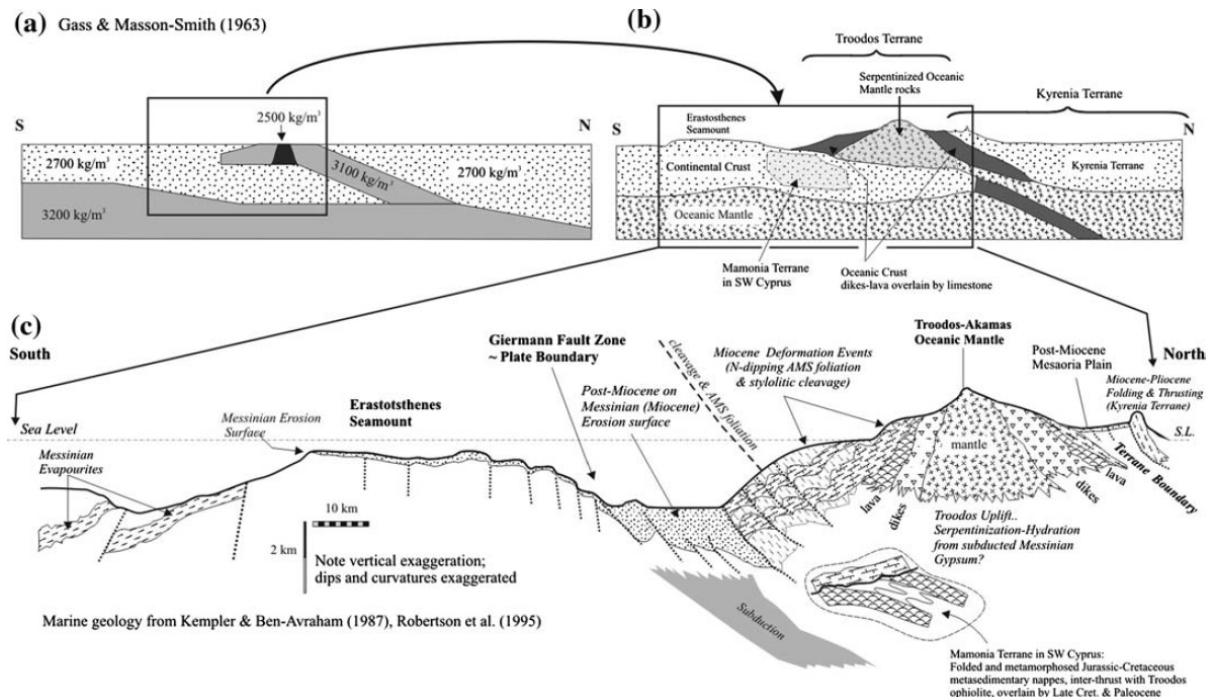 (a) Gass & Masson-Smith (1963)
S
N
2500 kg/m³
2700 kg/m³
3100 kg/m³
2700 kg/m³
3200 kg/m³
(b)
Troodos Terrane
Serpentinized Oceanic
Mantle rocks
Kyrenia Terrane
S
N
Erastosthenes
Seamount
Continental Crust
Kyrenia Terrane
Oceanic Mantle
Mamonia Terrane
in SW Cyprus
Oceanic Crust
dikes-lava overlain by limestone
(c)
South
Giermann Fault Zone
~ Plate Boundary)
cleavage & AMS foliation
Miocene Deformation Events
(N-dipping AMS foliation
& stylolitic cleavage)
Troodos-Akamas
Oceanic Mantle
Post-Miocene
Mesaoria Plain
North
Miocene-Pliocene
Folding & Thrusting
(Kyrenia Terrane)
Sea Level
Messinian Erosion
Surface
Erastotsthenes
Seamount
Post-Miocene on
Messinian (Miocene)
Erosion surface
S.L.
Messinian
Evapourites
mantle
lava
dikes
lava
dikes
Terrane Boundary
10 km
2 km
Note vertical exaggeration;
dips and curvatures exaggerated
Troodos Uplift..
Serpentinization-Hydration
from subducted Messinian
Gypsum?
Subduction
Marine geology from Kempler & Ben-Avraham (1987), Robertson et al. (1995)
Mamonia Terrane in SW Cyprus:
Folded and metamorphosed Jurassic-Cretaceous
metasedimentary nappes, inter-thrust with Troodos
ophiolite, overlain by Late Cret. & Paleocene